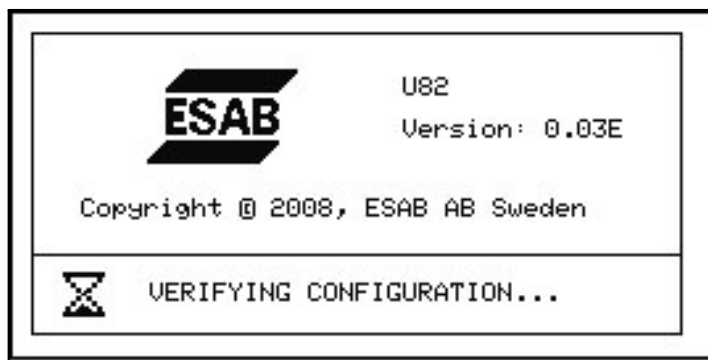 ESAB
U82
Version: 0.03E
Copyright © 2008, ESAB AB Sweden
VERIFYING CONFIGURATION...